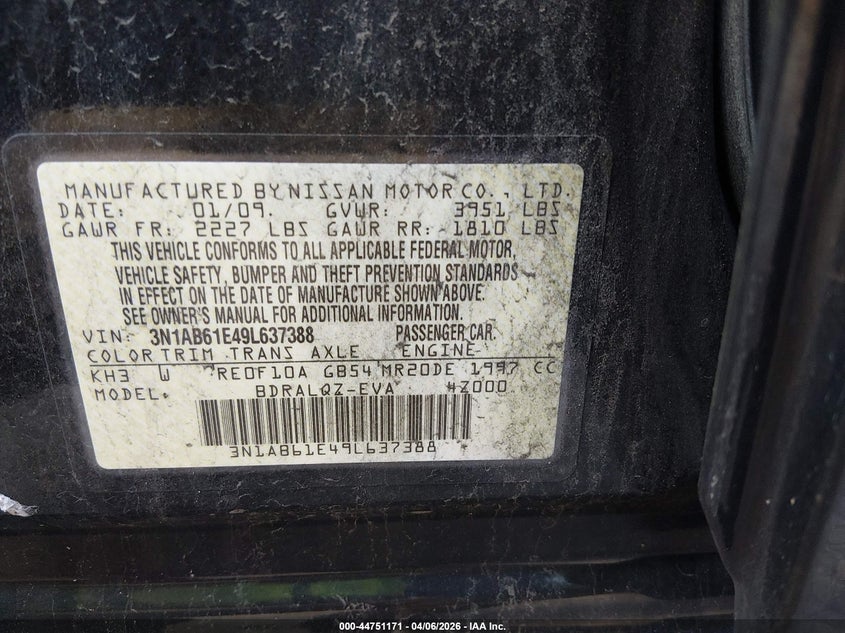 MANUFACTURED BY NISSAN MOTOR CO., LTD.
DATE: 01/09. GVWR: 3951 LBS
GAWR FR: 2227 LBS GAWR RR: 1810 LBS
THIS VEHICLE CONFORMS TO ALL APPLICABLE FEDERAL MOTOR,
VEHICLE SAFETY, BUMPER AND THEFT PREVENTION STANDARDS
IN EFFECT ON THE DATE OF MANUFACTURE SHOWN ABOVE.
SEE OWNER'S MANUAL FOR ADDITIONAL INFORMATION
VIN: 3N1AB61E49L637388 PASSENGER CAR.
COLOR TRIM TRANS AXLE ENGINE
KH3 W RE0F10A GB54 MR20DE 1997 CC
MODEL. BDRALQZ-EVA 4Z000
3N1AB61E49L637388
000-44751171 | 04/06/2026 - IAA Inc.